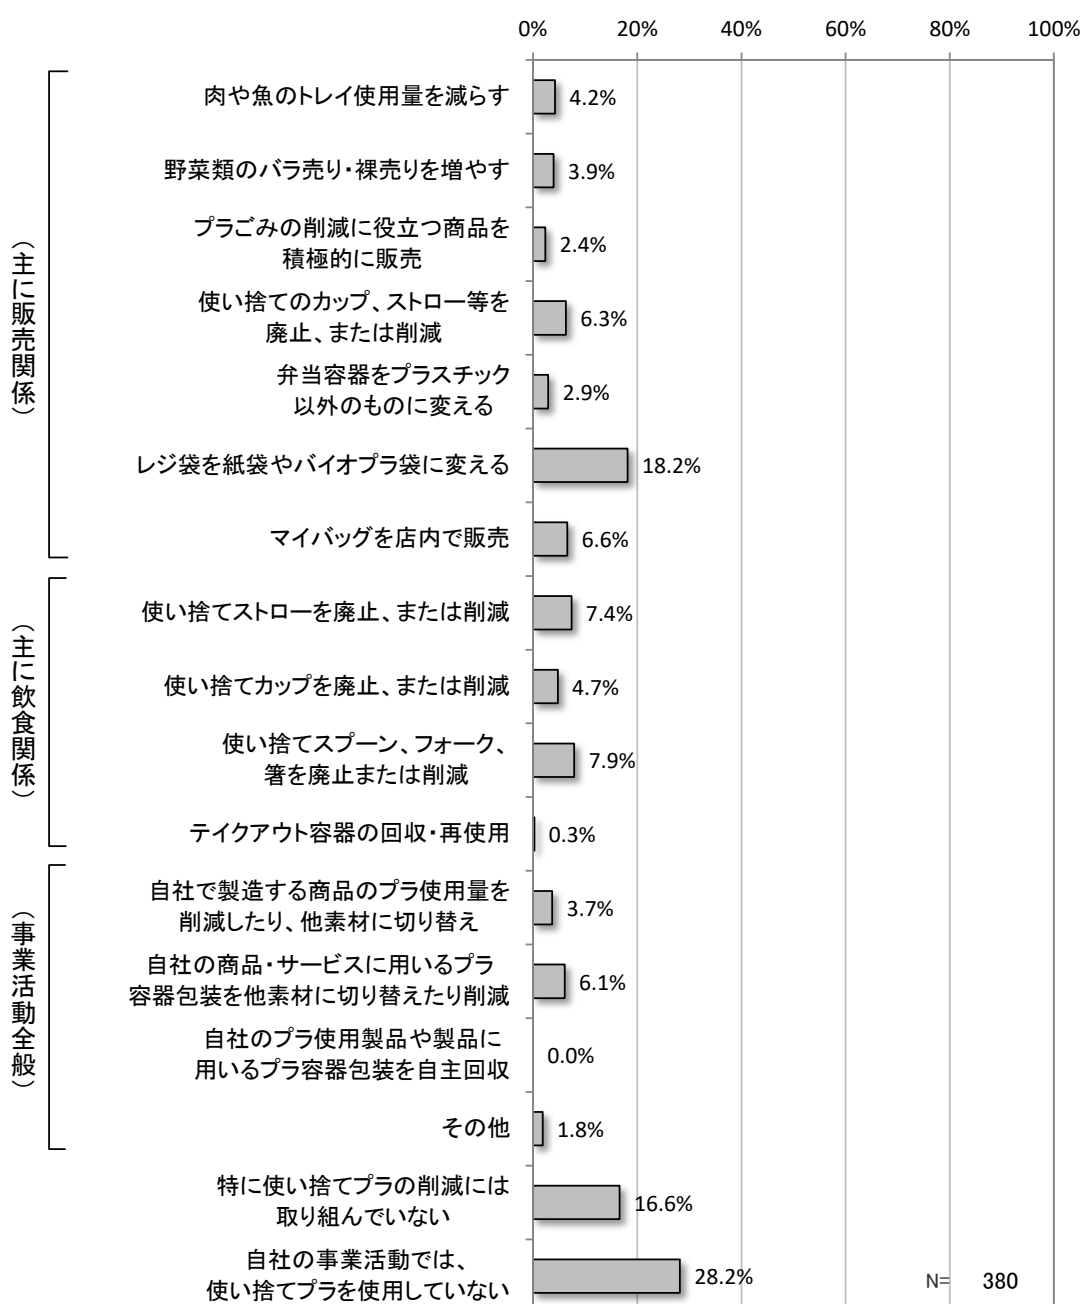 0%
20%
40%
60%
80%
100%
(主に販売関係)
肉や魚のトレイ使用量を減らす
4.2%
野菜類のバラ売り・裸売りを増やす
3.9%
プラごみの削減に役立つ商品を
積極的に販売
2.4%
使い捨てのカップ、ストロー等を
廃止、または削減
6.3%
弁当容器をプラスチック
以外のものに変える
2.9%
レジ袋を紙袋やバイオプラ袋に変える
18.2%
マイバッグを店内で販売
6.6%
(主に飲食関係)
使い捨てストローを廃止、または削減
7.4%
使い捨てカップを廃止、または削減
4.7%
使い捨てスプーン、フォーク、
箸を廃止または削減
7.9%
テイクアウト容器の回収・再使用
0.3%
(事業活動全般)
自社で製造する商品のプラ使用量を
削減したり、他素材に切り替え
3.7%
自社の商品・サービスに用いるプラ
容器包装を他素材に切り替えたり削減
6.1%
自社のプラ使用製品や製品に
用いるプラ容器包装を自主回収
0.0%
その他
1.8%
特に使い捨てプラの削減には
取り組んでいない
16.6%
自社の事業活動では、
使い捨てプラを使用していない
28.2%
N= 380